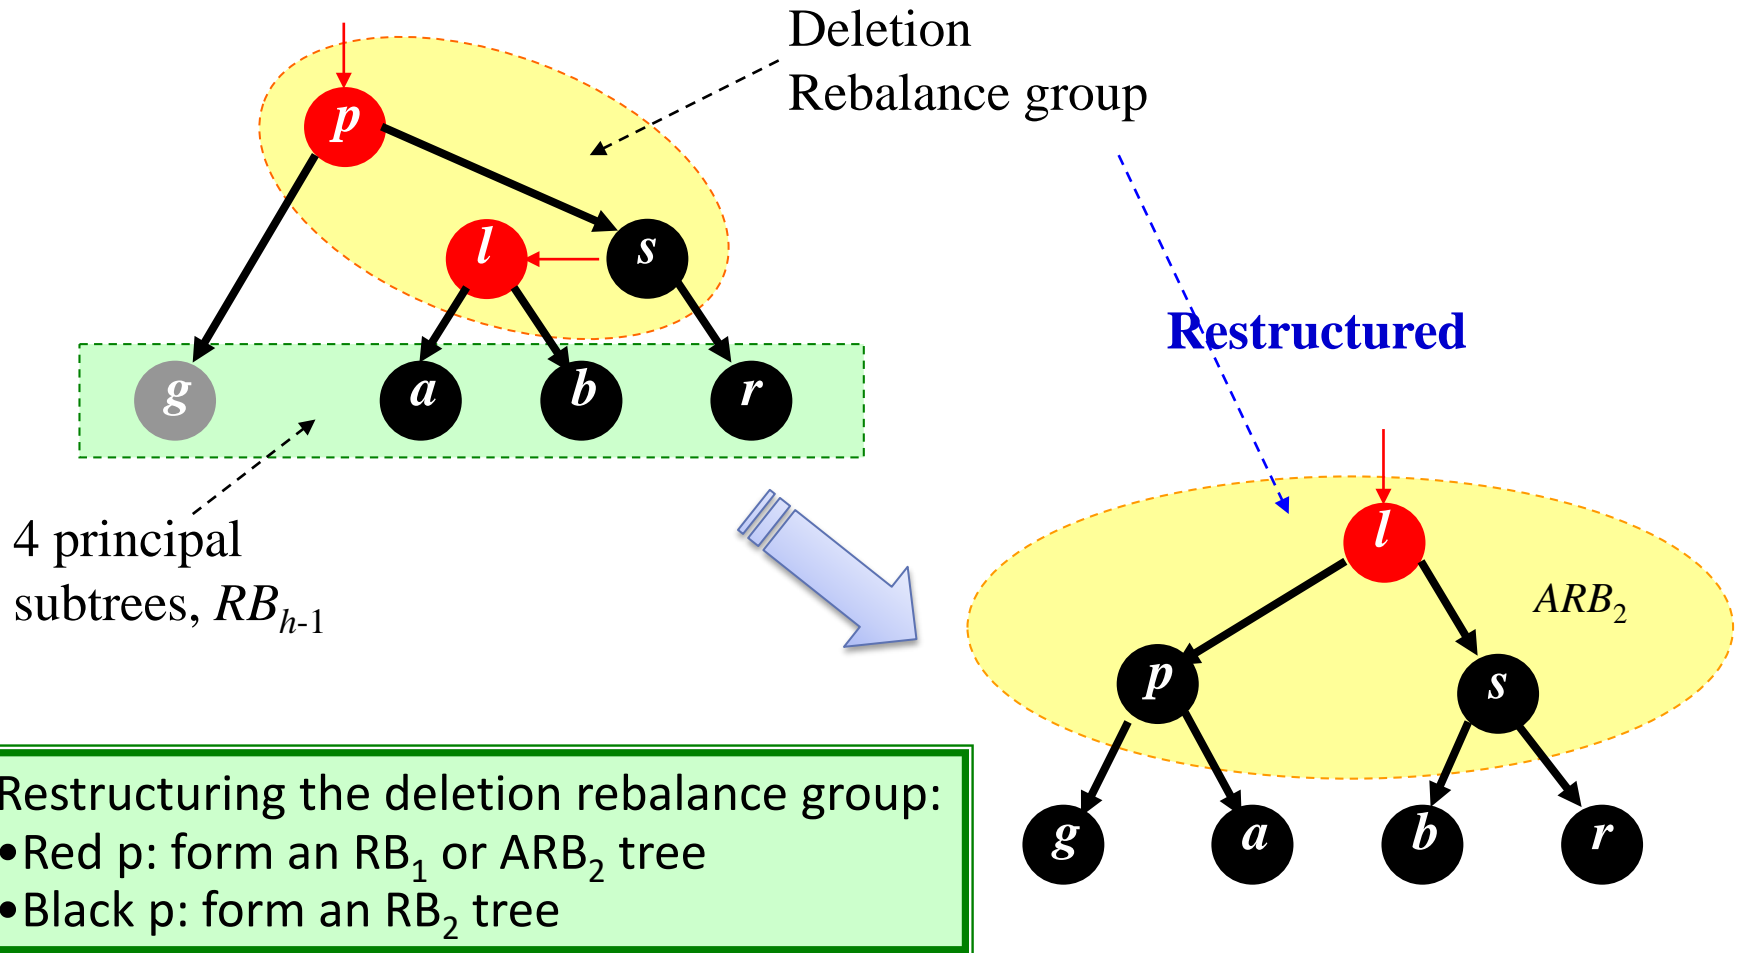 Deletion
Rebalance group
p
l
s
g
a
b
r
4 principal
subtrees, RBh-1
Restructured
l
ARB2
p
s
g
a
b
r
Restructuring the deletion rebalance group:
•Red p: form an RB1 or ARB2 tree
•Black p: form an RB2 tree